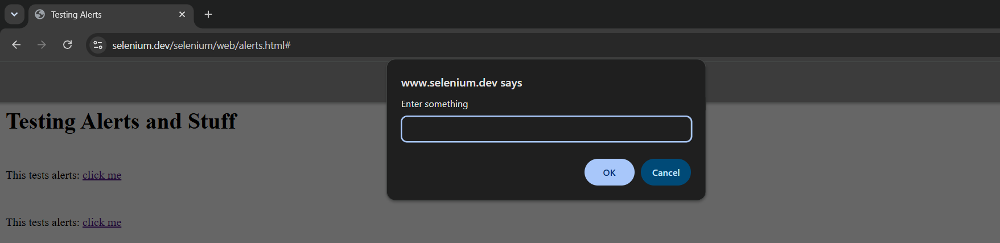 Testing Alerts
selenium.dev/selenium/web/alerts.html#
www.selenium.dev says
Enter something
OK
Cancel
Testing Alerts and Stuff
This tests alerts: click me
This tests alerts: click me